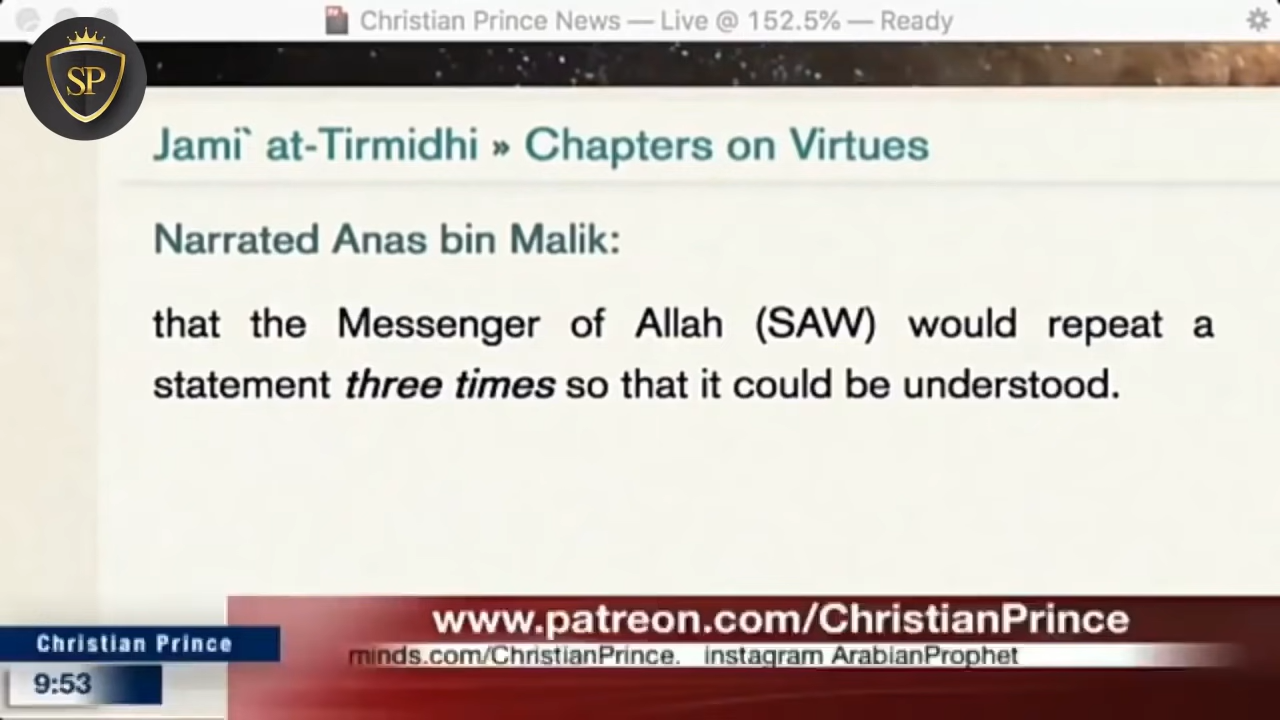 Christian Prince News — Live @ 152.5% — Ready
SP
Jami` at-Tirmidhi » Chapters on Virtues
Narrated Anas bin Malik:
that the Messenger of Allah (SAW) would repeat a
statement three times so that it could be understood.
www.patreon.com/ChristianPrince
Christian Prince
minds.com/ChristianPrince. instagram ArabianProphet
9:53